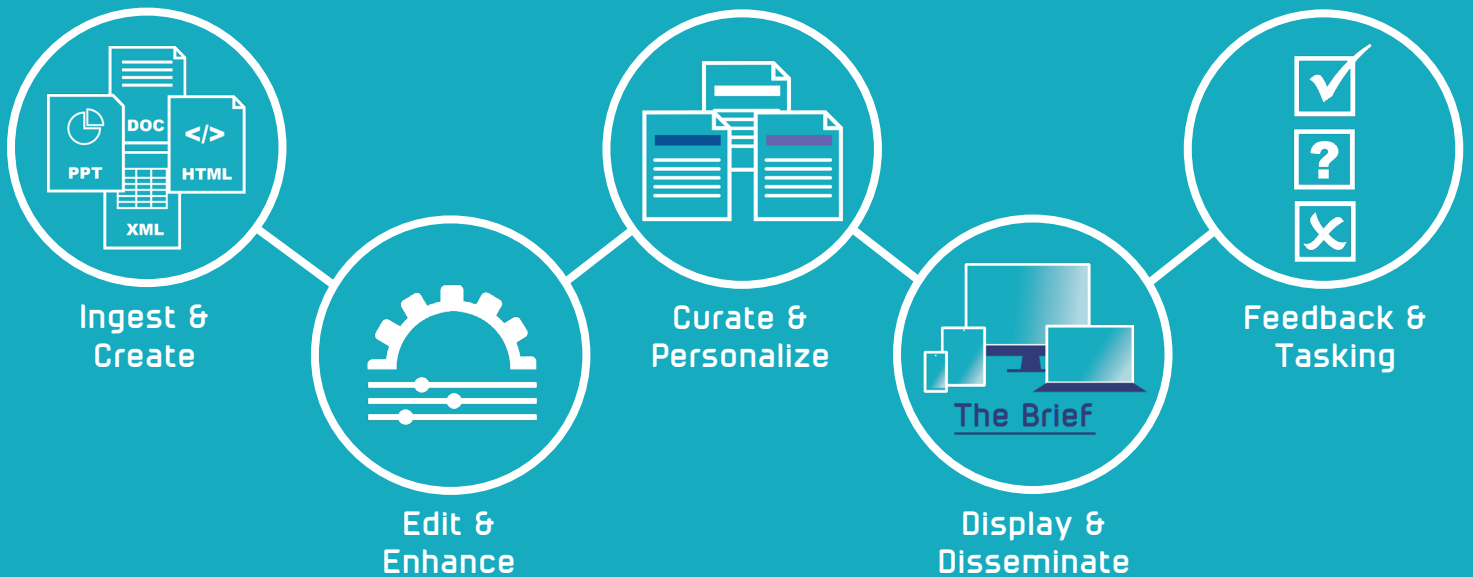 DOC
PPT
</>
HTML
XML
Ingest &
Create
Edit &
Enhance
Curate &
Personalize
The Brief
Display &
Disseminate
?
Feedback &
Tasking